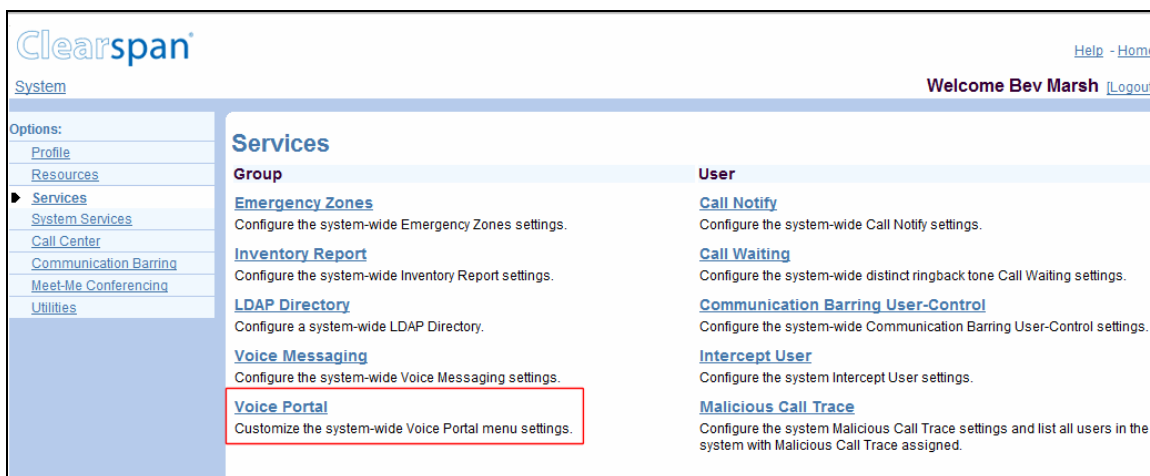 Clearspan®
Help - Home
System
Welcome Bev Marsh [Logout
Options:
Profile
Resources
Services
System Services
Call Center
Communication Barring
Meet-Me Conferencing
Utilities
Services
Group
Emergency Zones
Configure the system-wide Emergency Zones settings.
Inventory Report
Configure the system-wide Inventory Report settings.
LDAP Directory
Configure a system-wide LDAP Directory.
Voice Messaging
Configure the system-wide Voice Messaging settings.
Voice Portal
Customize the system-wide Voice Portal menu settings.
User
Call Notify
Configure the system-wide Call Notify settings.
Call Waiting
Configure the system-wide distinct ringback tone Call Waiting settings.
Communication Barring User-Control
Configure the system-wide Communication Barring User-Control settings.
Intercept User
Configure the system Intercept User settings.
Malicious Call Trace
Configure the system Malicious Call Trace settings and list all users in the
system with Malicious Call Trace assigned.